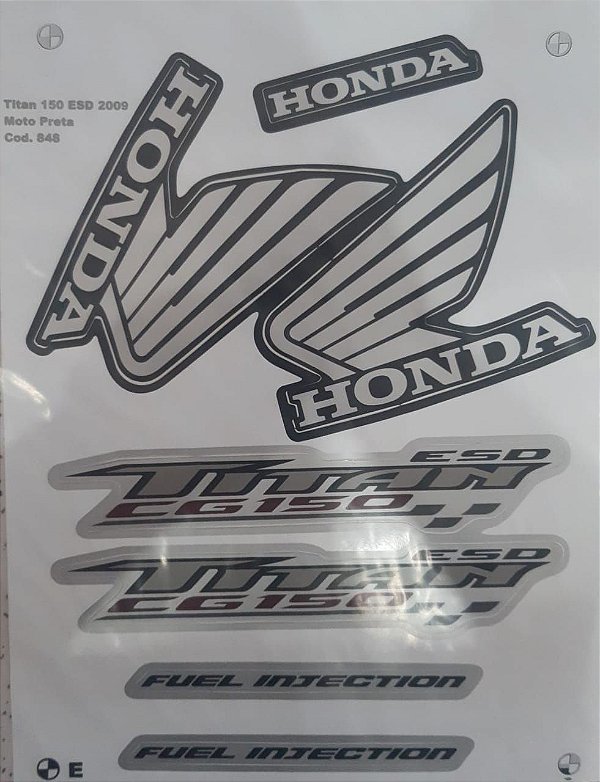 HONDA
Titan 150 ESD 2009
Moto Preta
Cod. 848
HONDA
HONDA
ESD
TITAN
CG150
ESD
TITAN
CG150
FUEL INJECTION
FUEL INJECTION
E